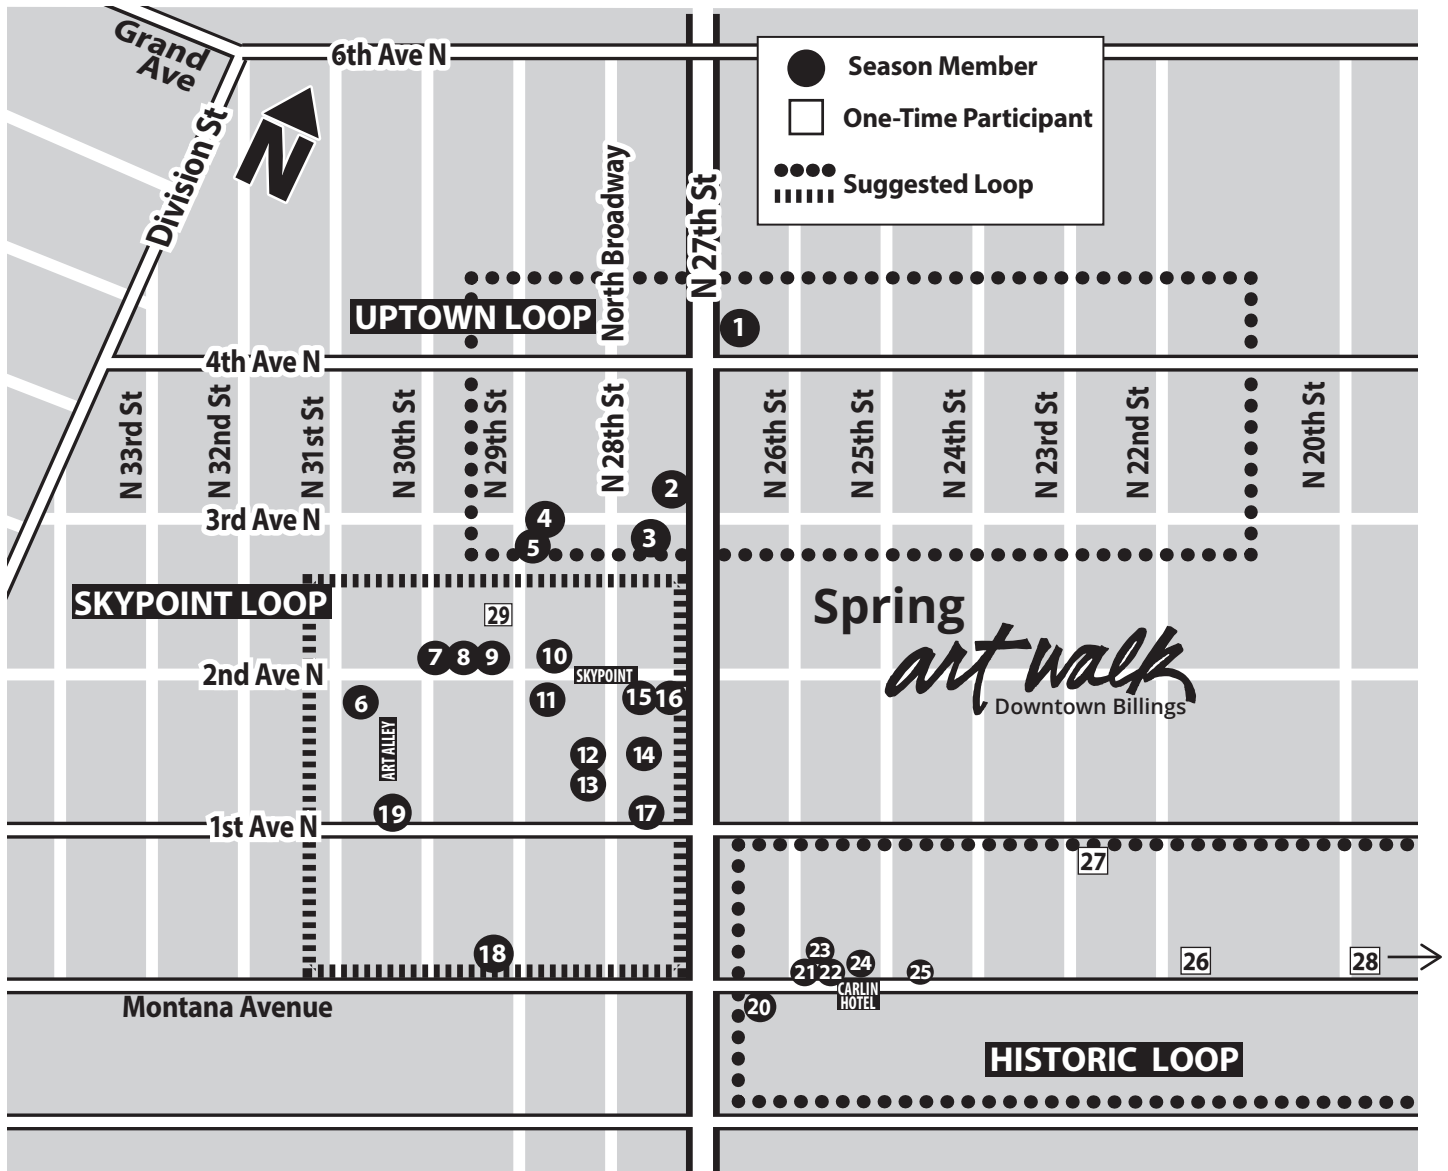 Grand
Ave
6th Ave N
Division St
N
North Broadway
N 27th St
Season Member
One-Time Participant
Suggested Loop
UPTOWN LOOP
1
4th Ave N
N 33rd St
N 32nd St
N 31st St
N 30th St
N 29th St
N 28th St
N 26th St
N 25th St
N 24th St
N 23rd St
N 22nd St
N 20th St
2
3rd Ave N
4
3
5
SKYPOINT LOOP
29
Spring
art walk
Downtown Billings
7
8
9
10
2nd Ave N
SKYPOINT
6
11
15
16
ART ALLEY
12
14
13
19
17
1st Ave N
27
18
23
24
21
22
25
26
28
CARLIN
HOTEL
20
Montana Avenue
HISTORIC LOOP